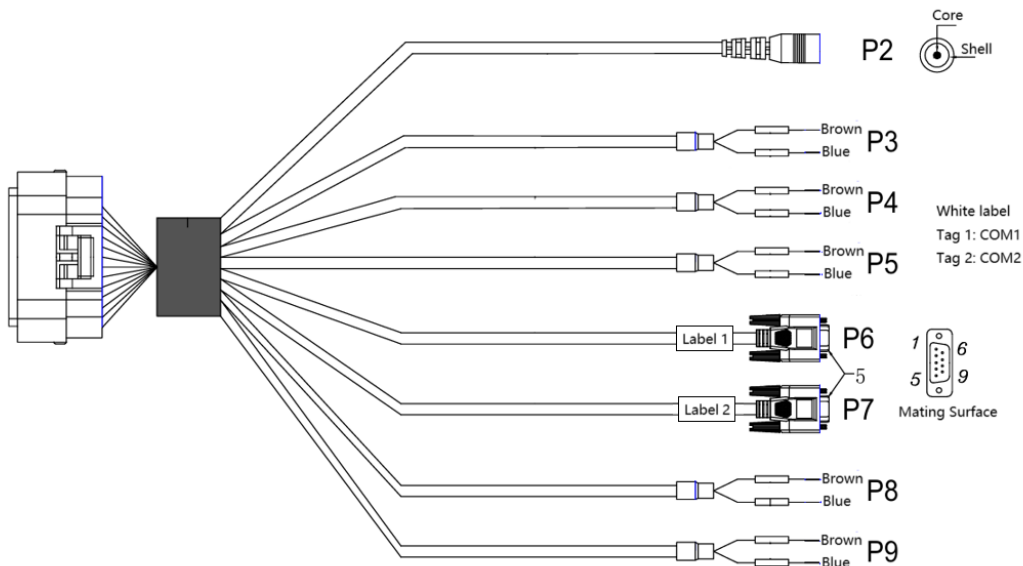 Core
P2
Shell
Brown
P3
Blue
Brown
P4
Blue
White label
Tag 1: COM1
Tag 2: COM2
Brown
P5
Blue
Label 1
P6
1
6
5
5
9
Label 2
P7
Mating Surface
Brown
P8
Blue
Brown
P9
Blue